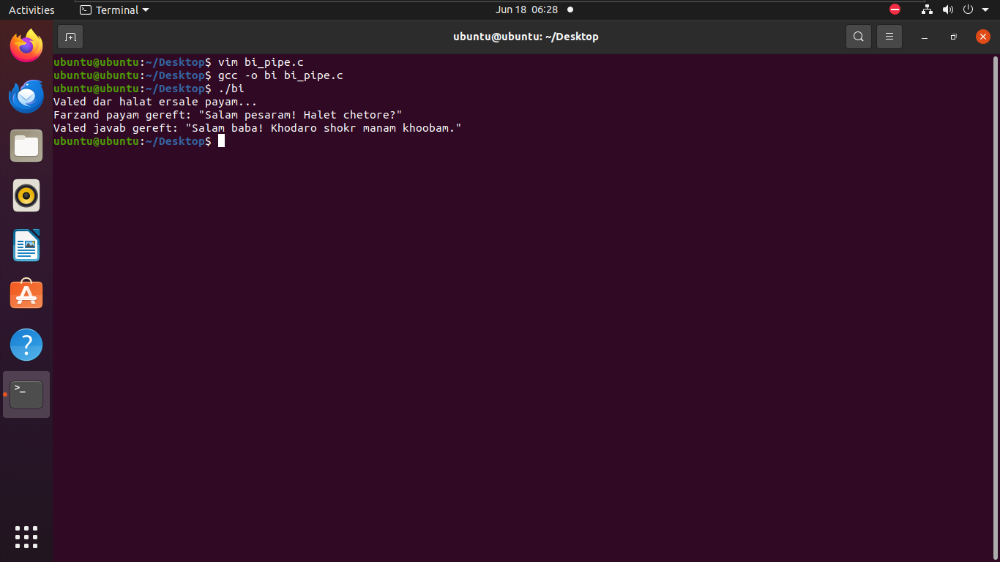 Activities Terminal Jun 18 06:28
ubuntu@ubuntu: ~/Desktop
ubuntu@ubuntu:~/Desktop$ vim bi_pipe.c
ubuntu@ubuntu:~/Desktop$ gcc -o bi bi_pipe.c
ubuntu@ubuntu:~/Desktop$ ./bi
Valed dar halat ersale payam...
Farzand payam gereft: "Salam pesaram! Halet chetore?"
Valed javab gereft: "Salam baba! Khodaro shokr manam khoobam."
ubuntu@ubuntu:~/Desktop$